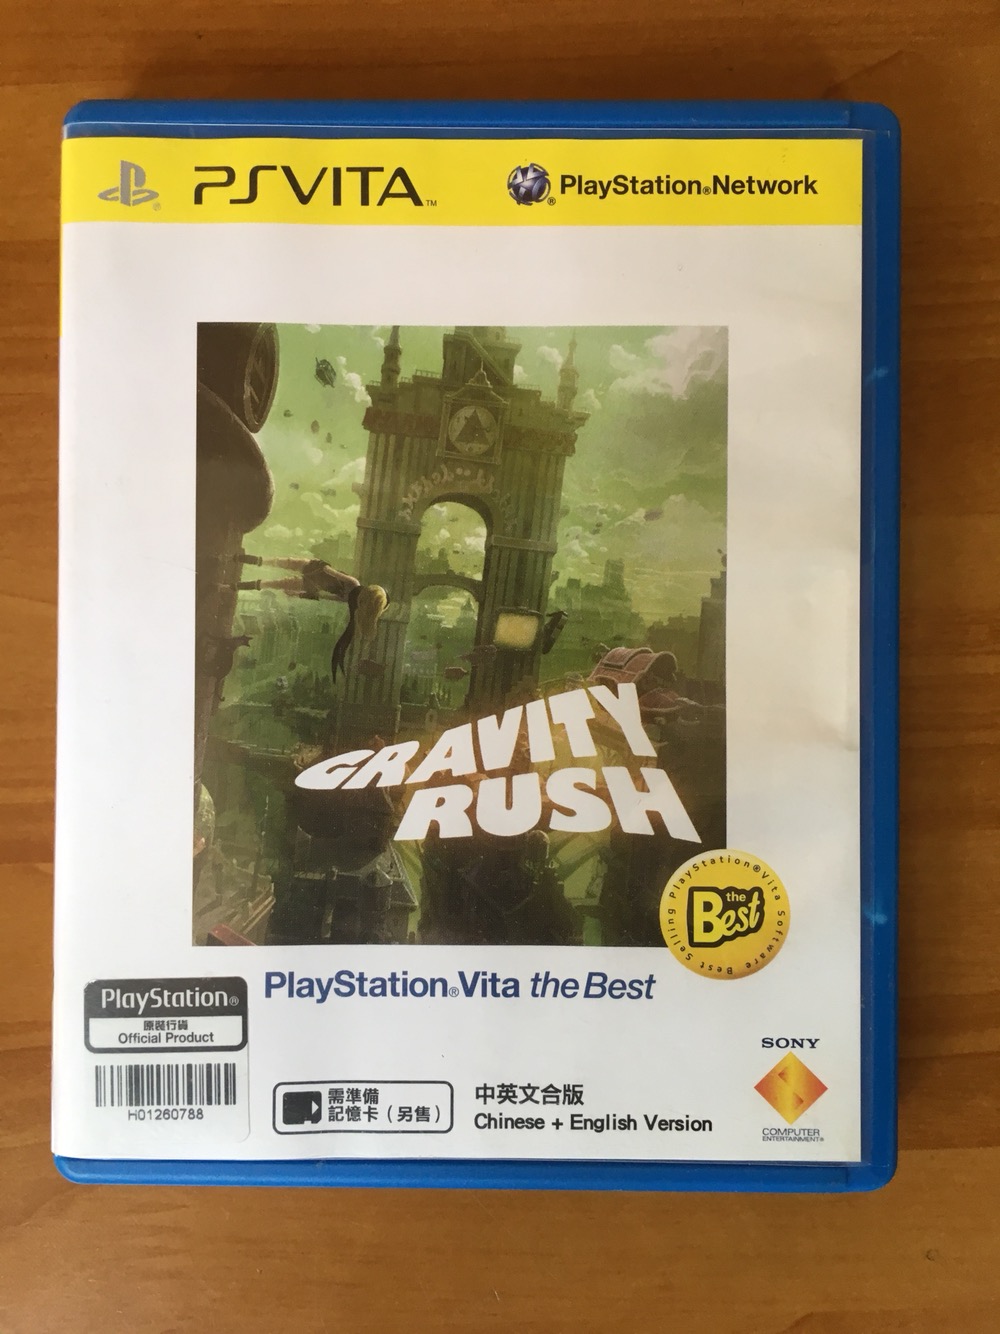 PSVITA™
PlayStation®Network
GRAVITY
RUSH
PlayStation®Vita Software Best Selling
the
Best
PlayStation®Vita the Best
PlayStation®
原裝行貨
Official Product
H01260788
需準備
記憶卡（另售）
中英文合版
Chinese + English Version
SONY
COMPUTER
ENTERTAINMENT®